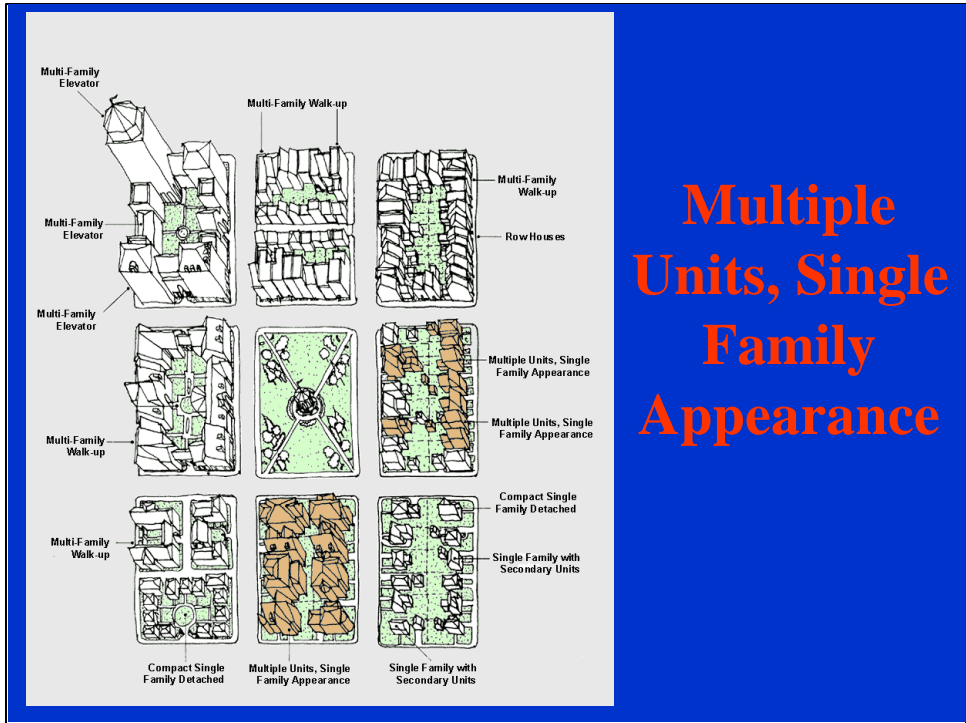 Multi-Family
Elevator
Multi-Family Walk-up
Multi-Family
Walk-up
Multi-Family
Elevator
Row Houses
Multi-Family
Elevator
Multiple Units, Single
Family Appearance
Multiple Units, Single
Family Appearance
Multi-Family
Walk-up
Compact Single
Family Detached
Multi-Family
Walk-up
Single Family with
Secondary Units
Compact Single
Family Detached
Multiple Units, Single
Family Appearance
Single Family with
Secondary Units
Multiple
Units, Single
Family
Appearance